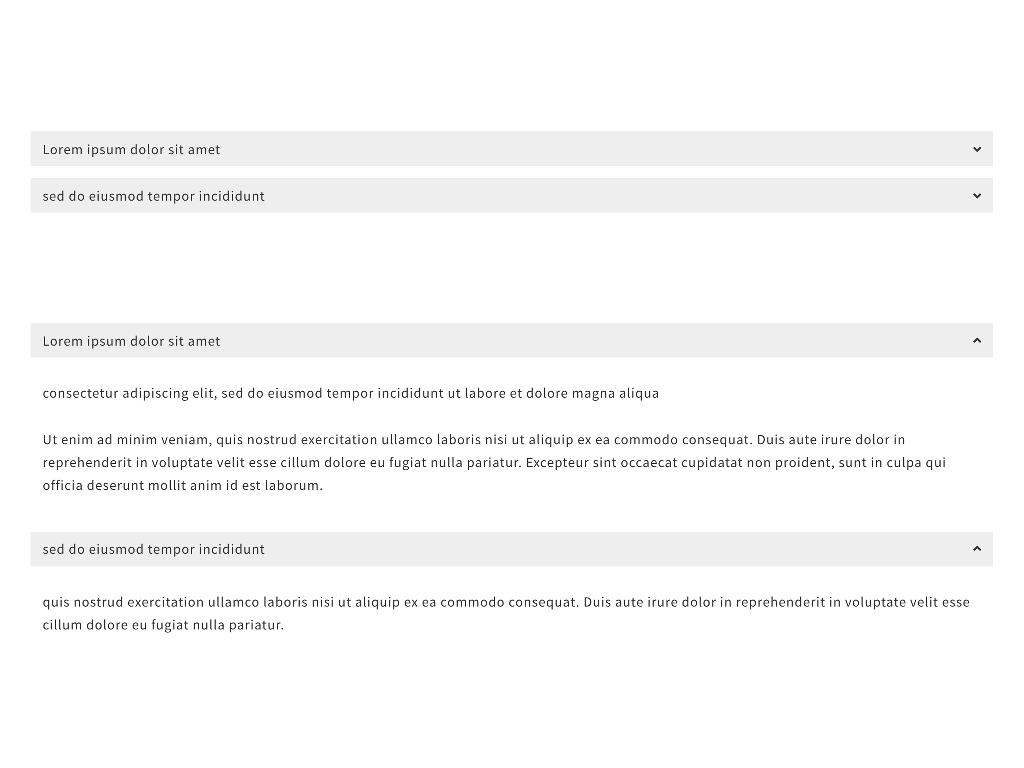 Lorem ipsum dolor sit amet
sed do eiusmod tempor incididunt
Lorem ipsum dolor sit amet
consectetur adipiscing elit, sed do eiusmod tempor incididunt ut labore et dolore magna aliqua
Ut enim ad minim veniam, quis nostrud exercitation ullamco laboris nisi ut aliquip ex ea commodo consequat. Duis aute irure dolor in
reprehenderit in voluptate velit esse cillum dolore eu fugiat nulla pariatur. Excepteur sint occaecat cupidatat non proident, sunt in culpa qui
officia deserunt mollit anim id est laborum.
sed do eiusmod tempor incididunt
quis nostrud exercitation ullamco laboris nisi ut aliquip ex ea commodo consequat. Duis aute irure dolor in reprehenderit in voluptate velit esse
cillum dolore eu fugiat nulla pariatur.